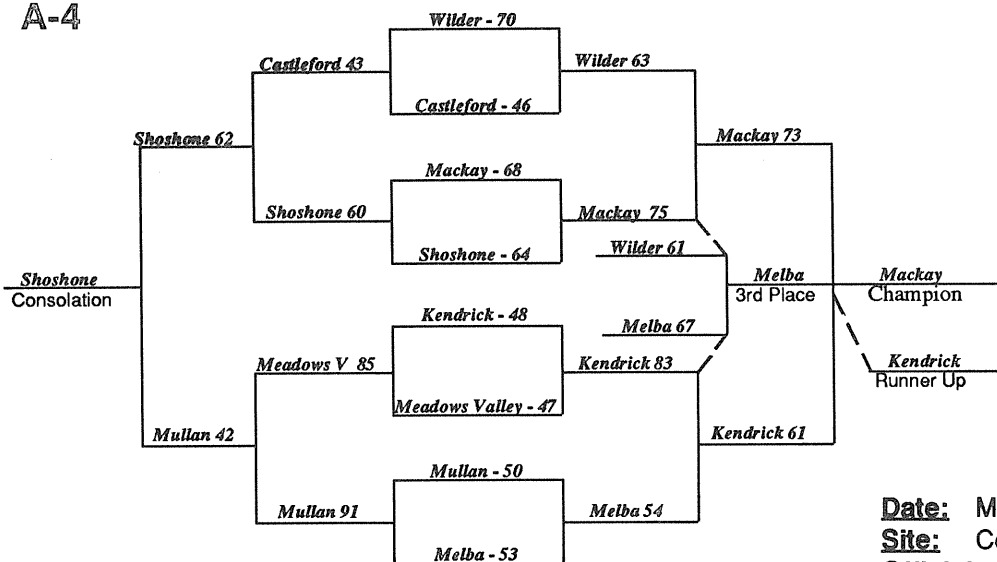 A-4
Wilder - 70
Castleford 43
Wilder 63
Castleford - 46
Shoshone 62
Mackay 73
Mackay - 68
Shoshone 60
Mackay 75
Shoshone - 64
Wilder 61
Shoshone
Consolation
Melba
3rd Place
Mackay
Champion
Kendrick - 48
Melba 67
Meadows V 85
Kendrick 83
Kendrick
Runner Up
Meadows Valley - 47
Mullan 42
Kendrick 61
Mullan - 50
Mullan 91
Melba 54
Melba - 53
Date: M
Site: Co